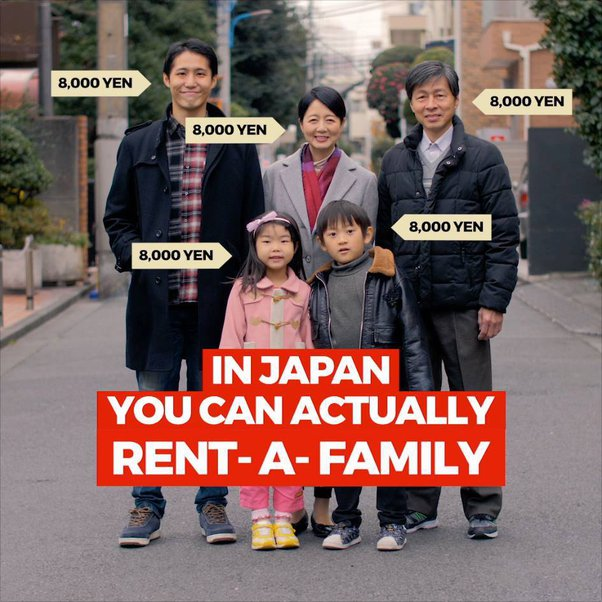 8,000 YEN
8,000 YEN
8,000 YEN
8,000 YEN
8,000 YEN
IN JAPAN
YOU CAN ACTUALLY
RENT- A- FAMILY